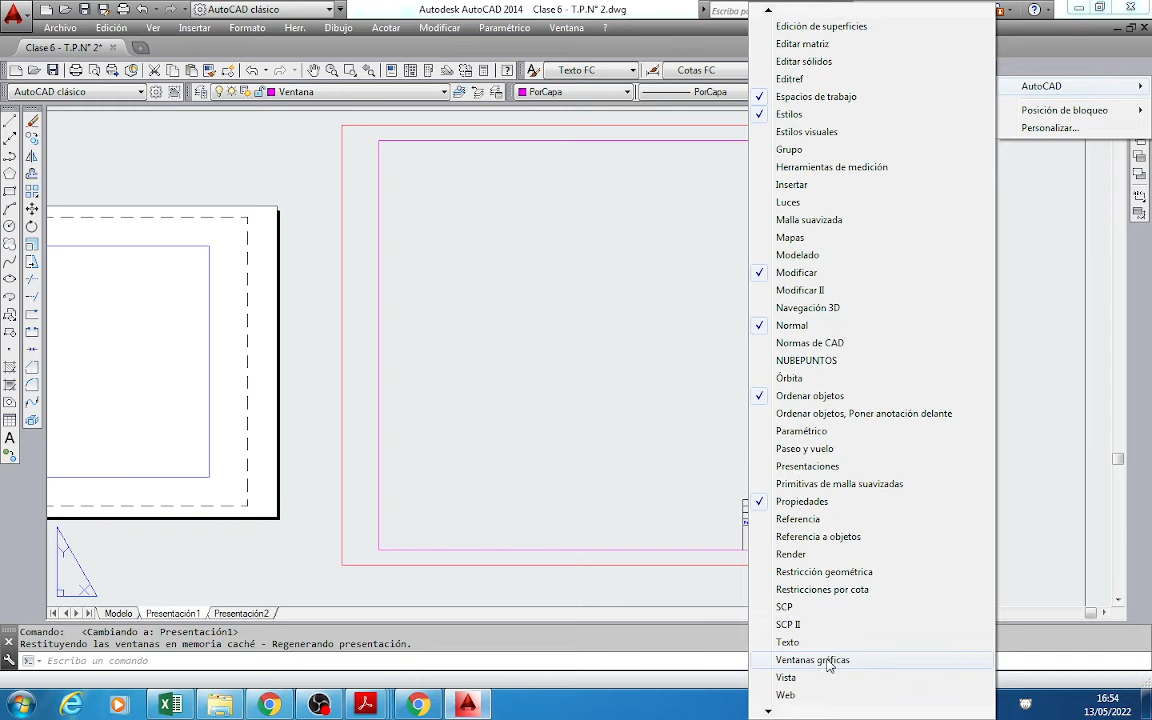 AutoCAD clásico
Autodesk AutoCAD 2014
Clase 6 - T.P.N° 2.dwg
Escriba pa
Archivo
Edición
Ver
Insertar
Formato
Herr.
Dibujo
Acotar
Modificar
Paramétrico
Ventana
?
Clase 6 - T.P.N° 2*
Texto FC
Cotas FC
AutoCAD clásico
Ventana
PorCapa
PorCapa
AutoCAD
Posición de bloqueo
Personalizar...
Edición de superficies
Editar matriz
Editar sólidos
Editref
Espacios de trabajo
Estilos
Estilos visuales
Grupo
Herramientas de medición
Insertar
Luces
Malla suavizada
Mapas
Modelado
Modificar
Modificar II
Navegación 3D
Normal
Normas de CAD
NUBEPUNTOS
Órbita
Ordenar objetos
Ordenar objetos, Poner anotación delante
Paramétrico
Paseo y vuelo
Presentaciones
Primitivas de malla suavizadas
Propiedades
Referencia
Referencia a objetos
Render
Restricción geométrica
Restricciones por cota
SCP
SCP II
Texto
Ventanas gráficas
Vista
Web
A
Y
X
Modelo
Presentación1
Presentación2
Comando: <Cambiando a: Presentación1>
Restituyendo las ventanas en memoria caché - Regenerando presentación.
Escriba un comando
16:54
13/05/2022